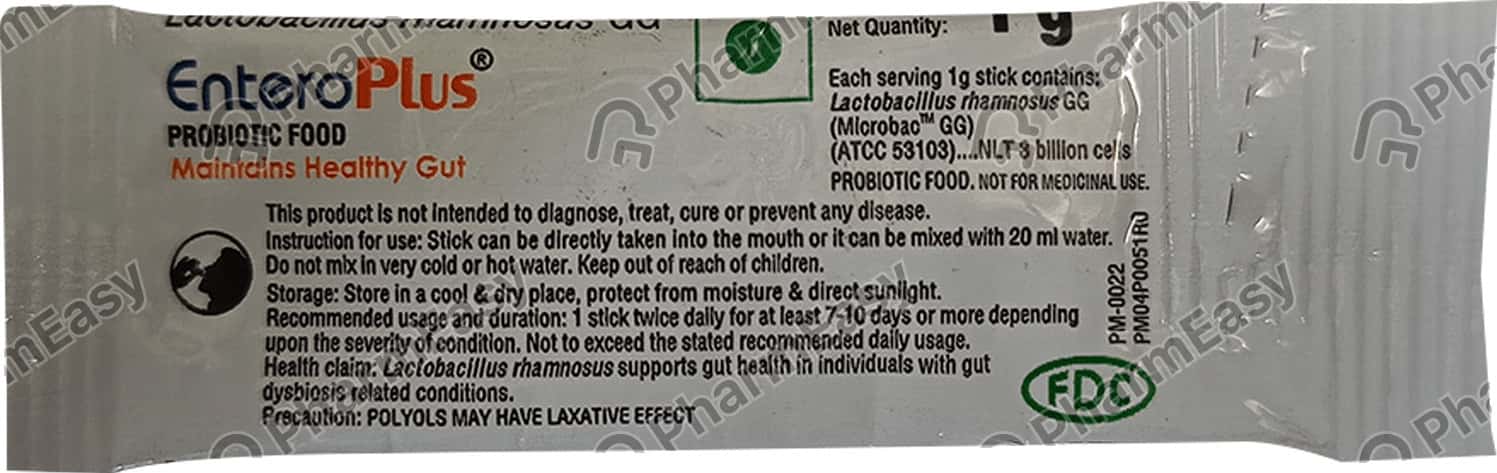 Lactobacillus rhamnosus GG
EnteroPlus®
PROBIOTIC FOOD
Maintains Healthy Gut
Net Quantity: 1 g
Each serving 1g stick contains:
Lactobacillus rhamnosus GG
(Microbac™ GG)
(ATCC 53103)....NLT 3 billion cells
PROBIOTIC FOOD. NOT FOR MEDICINAL USE.
This product is not intended to diagnose, treat, cure or prevent any disease.
Instruction for use: Stick can be directly taken into the mouth or it can be mixed with 20 ml water.
Do not mix in very cold or hot water. Keep out of reach of children.
Storage: Store in a cool & dry place, protect from moisture & direct sunlight.
Recommended usage and duration: 1 stick twice daily for at least 7-10 days or more depending
upon the severity of condition. Not to exceed the stated recommended daily usage.
Health claim: Lactobacillus rhamnosus supports gut health in individuals with gut
dysbiosis related conditions.
Precaution: POLYOLS MAY HAVE LAXATIVE EFFECT
PM-0022
PM04P0051RJ
FDC
PharmEasy